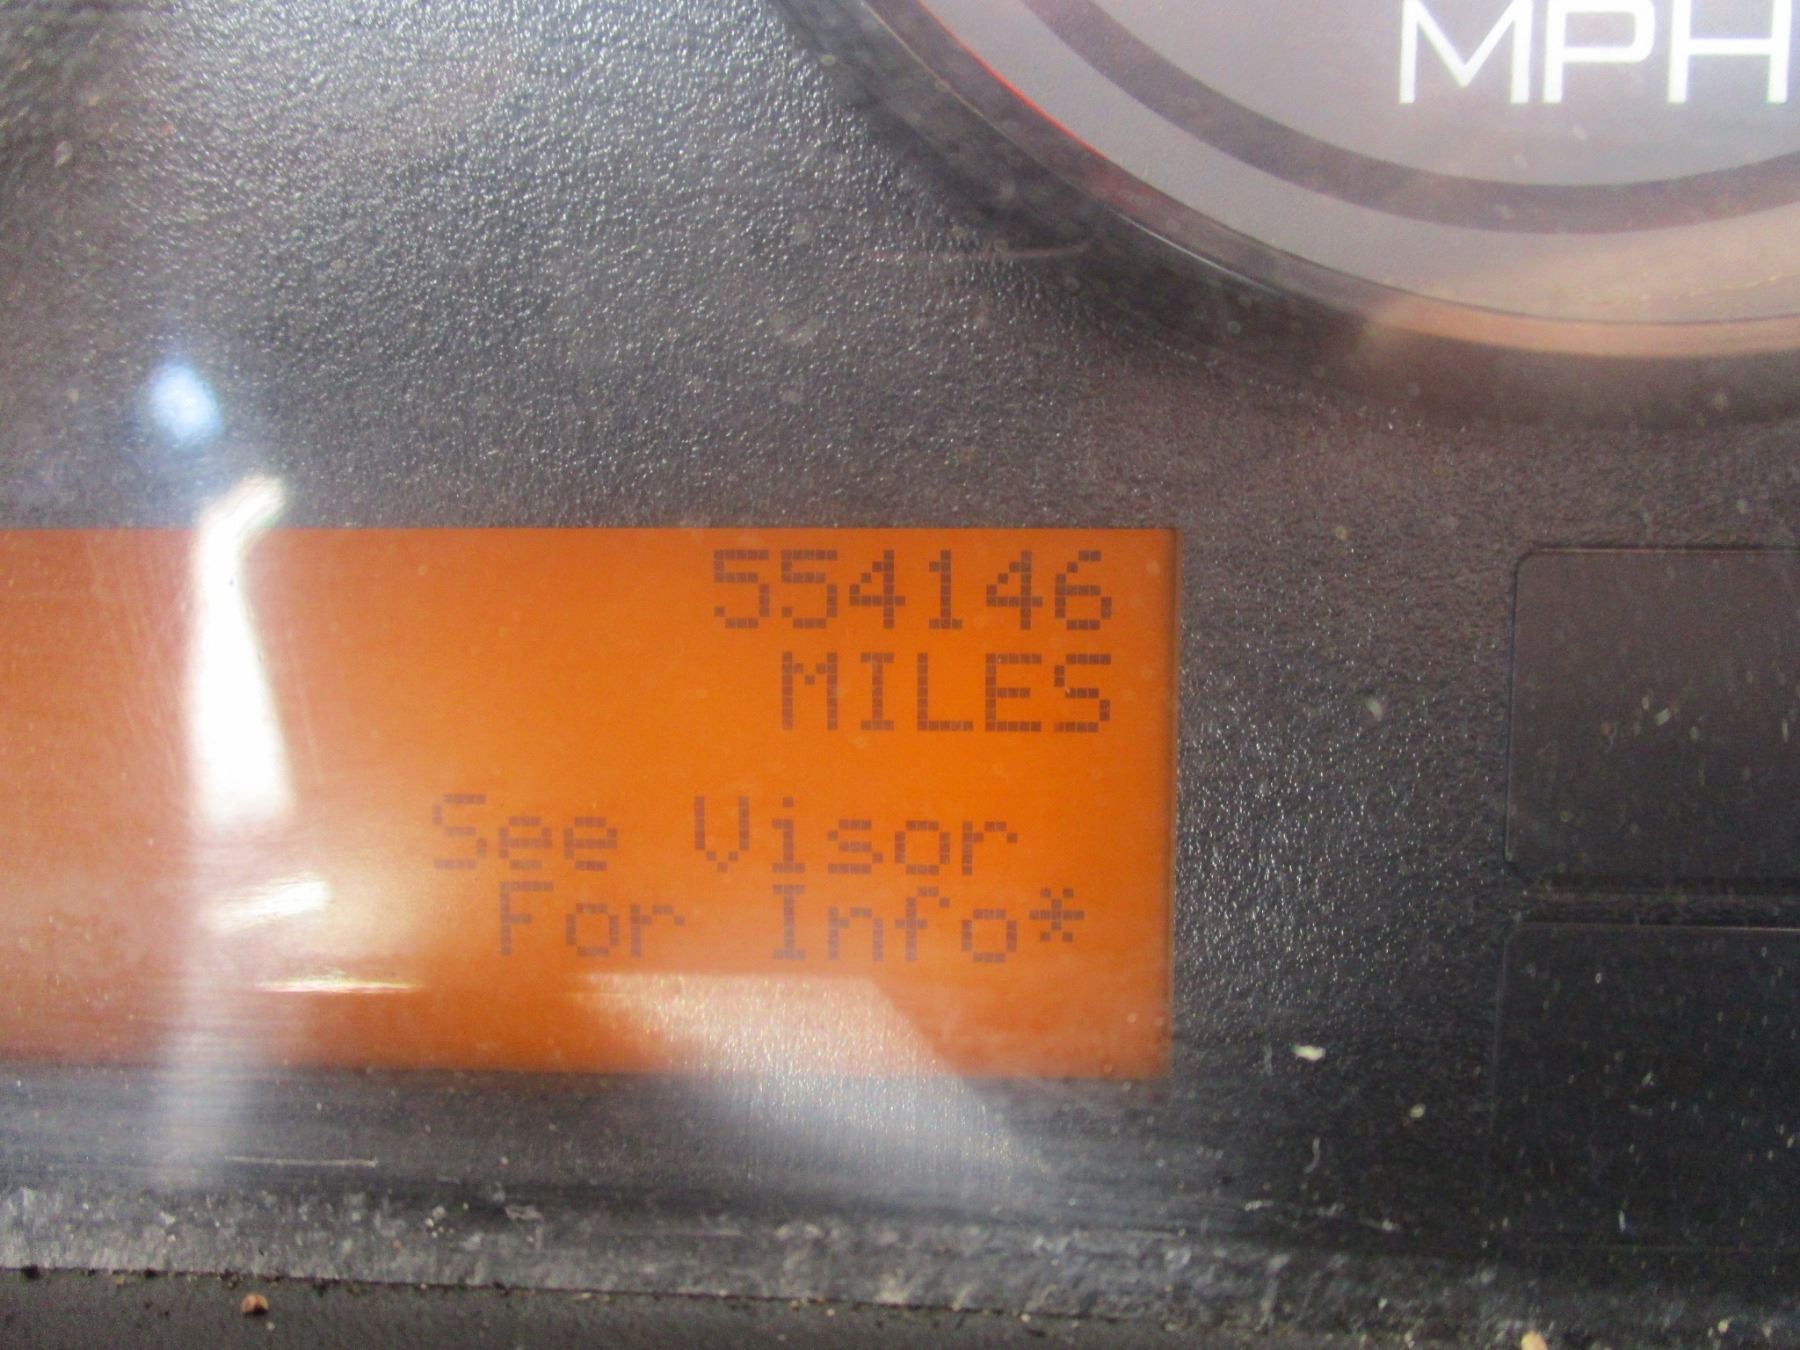 MPH
554146
MILES
See Visor
For Info*